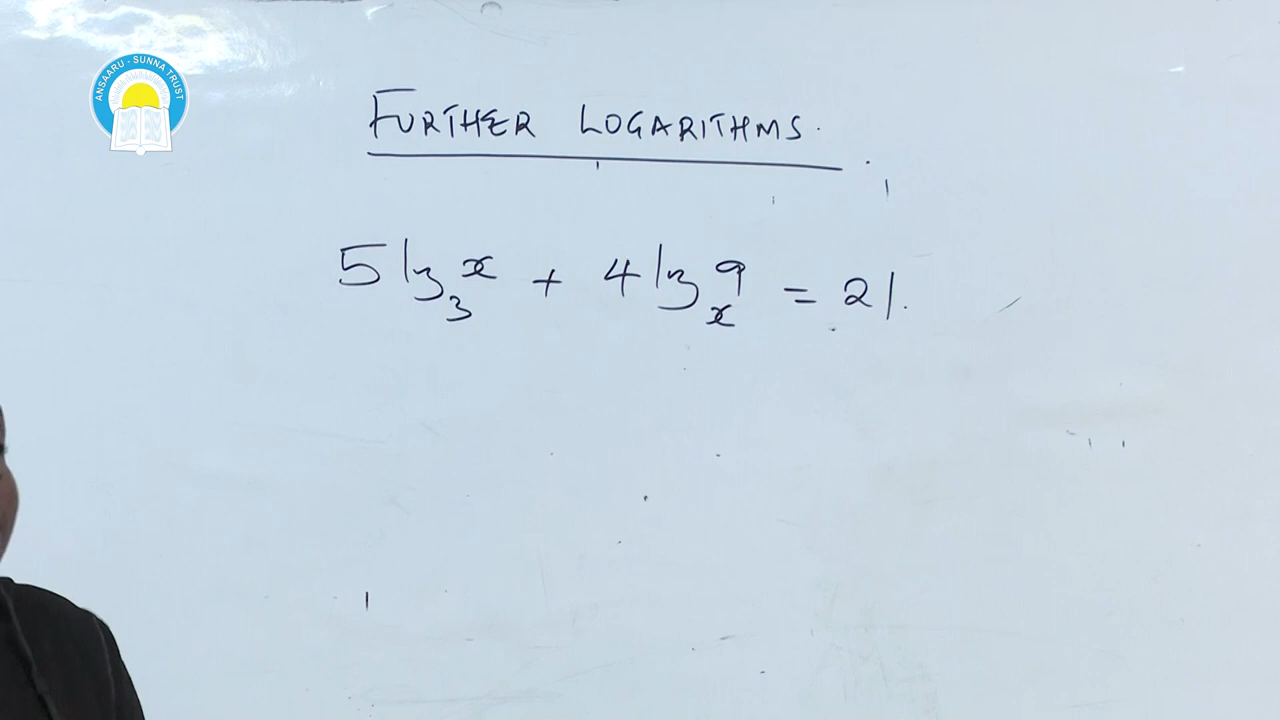 ANSAARU - SUNNA TRUST
FURTHER LOGARITHMS.
5 log₃ x + 4 logₓ 9 = 21.